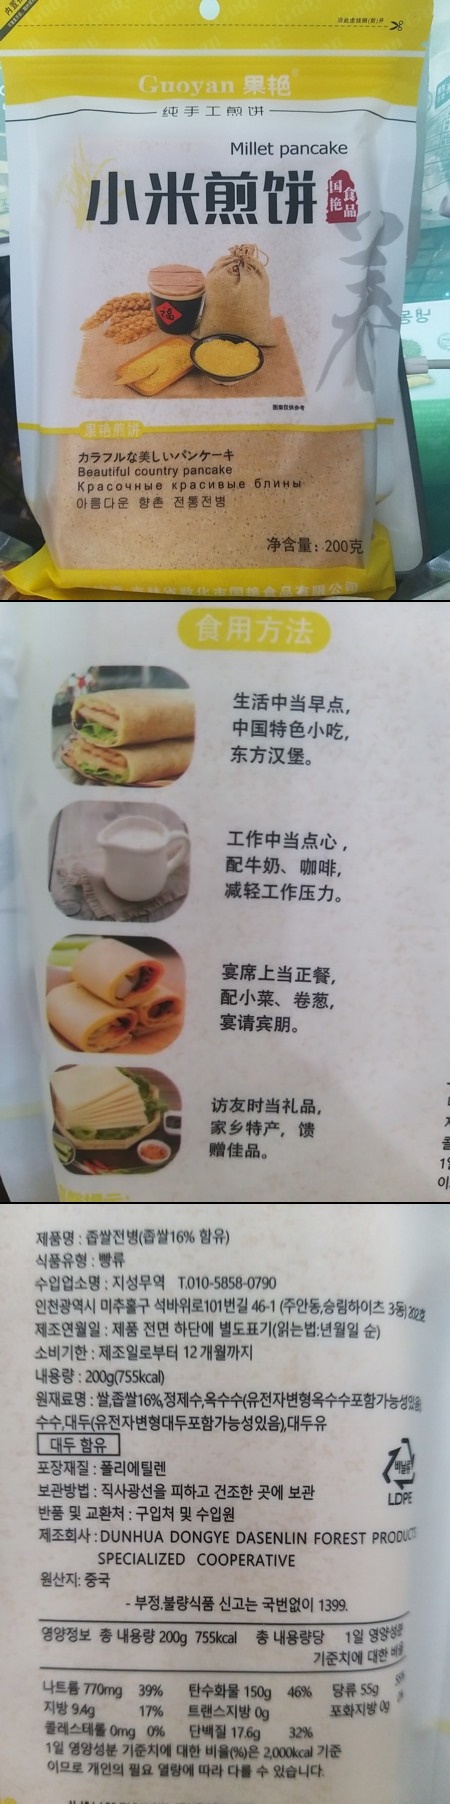 Guoyan 果艳
纯手工煎饼
Millet pancake
小米煎饼
国艳食品
养
图案仅供参考
果艳煎饼
カラフルな美しいパンケーキ
Beautiful country pancake
Красочные красивые блины
아름다운 향촌 전통전병
净含量：200克
吉林省敦化市国艳食品有限公司
食用方法
生活中当早点，
中国特色小吃，
东方汉堡。
工作中当点心，
配牛奶、咖啡，
减轻工作压力。
宴席上当正餐，
配小菜、卷葱，
宴请宾朋。
访友时当礼品，
家乡特产，馈
赠佳品。
제품명 : 좁쌀전병(좁쌀16% 함유)
식품유형 : 빵류
수입업소명 : 지성무역 T.010-5858-0790
인천광역시 미추홀구 석바위로101번길 46-1 (주안동,승림하이츠 3동) 202호
제조연월일 : 제품 전면 하단에 별도표기(읽는법:년월일 순)
소비기한 : 제조일로부터 12개월까지
내용량 : 200g(755kcal)
원재료명 : 쌀,좁쌀16%,정제수,옥수수(유전자변형옥수수포함가능성있음)
수수,대두(유전자변형대두포함가능성있음),대두유
대두 함유
포장재질 : 폴리에틸렌
비닐류
보관방법 : 직사광선을 피하고 건조한 곳에 보관
LDPE
반품 및 교환처 : 구입처 및 수입원
제조회사 : DUNHUA DONGYE DASENLIN FOREST PRODUCTS
SPECIALIZED COOPERATIVE
원산지: 중국
- 부정.불량식품 신고는 국번없이 1399.
영양정보 총 내용량 200g 755kcal 총 내용량당 1일 영양성분
기준치에 대한 비율
나트륨 770mg 39% 탄수화물 150g 46% 당류 55g 55%
지방 9.4g 17% 트랜스지방 0g 포화지방 0g 0%
콜레스테롤 0mg 0% 단백질 17.6g 32%
1일 영양성분 기준치에 대한 비율(%)은 2,000kcal 기준
이므로 개인의 필요 열량에 따라 다를 수 있습니다.